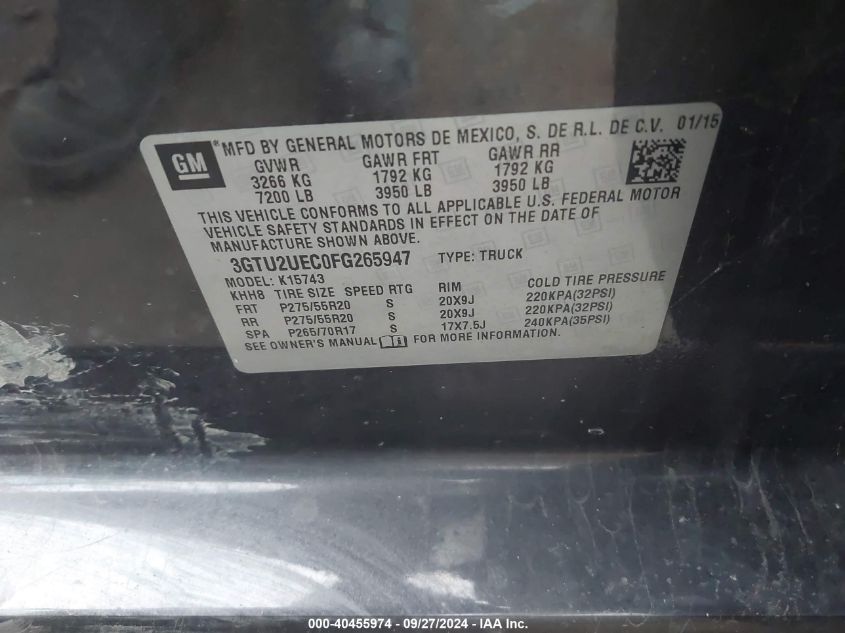 GM ® MFD BY GENERAL MOTORS DE MEXICO, S. DE R.L. DE C.V. 01/15
GVWR GAWR FRT GAWR RR
3266 KG 1792 KG 1792 KG
7200 LB 3950 LB 3950 LB
THIS VEHICLE CONFORMS TO ALL APPLICABLE U.S. FEDERAL MOTOR
VEHICLE SAFETY STANDARDS IN EFFECT ON THE DATE OF
MANUFACTURE SHOWN ABOVE.
3GTU2UEC0FG265947 TYPE: TRUCK
MODEL: K15743
KHH8 TIRE SIZE SPEED RTG RIM COLD TIRE PRESSURE
FRT P275/55R20 S 20X9J 220KPA(32PSI)
RR P275/55R20 S 20X9J 220KPA(32PSI)
SPA P265/70R17 S 17X7.5J 240KPA(35PSI)
SEE OWNER'S MANUAL FOR MORE INFORMATION.
000-40455974 - 09/27/2024 - IAA Inc.